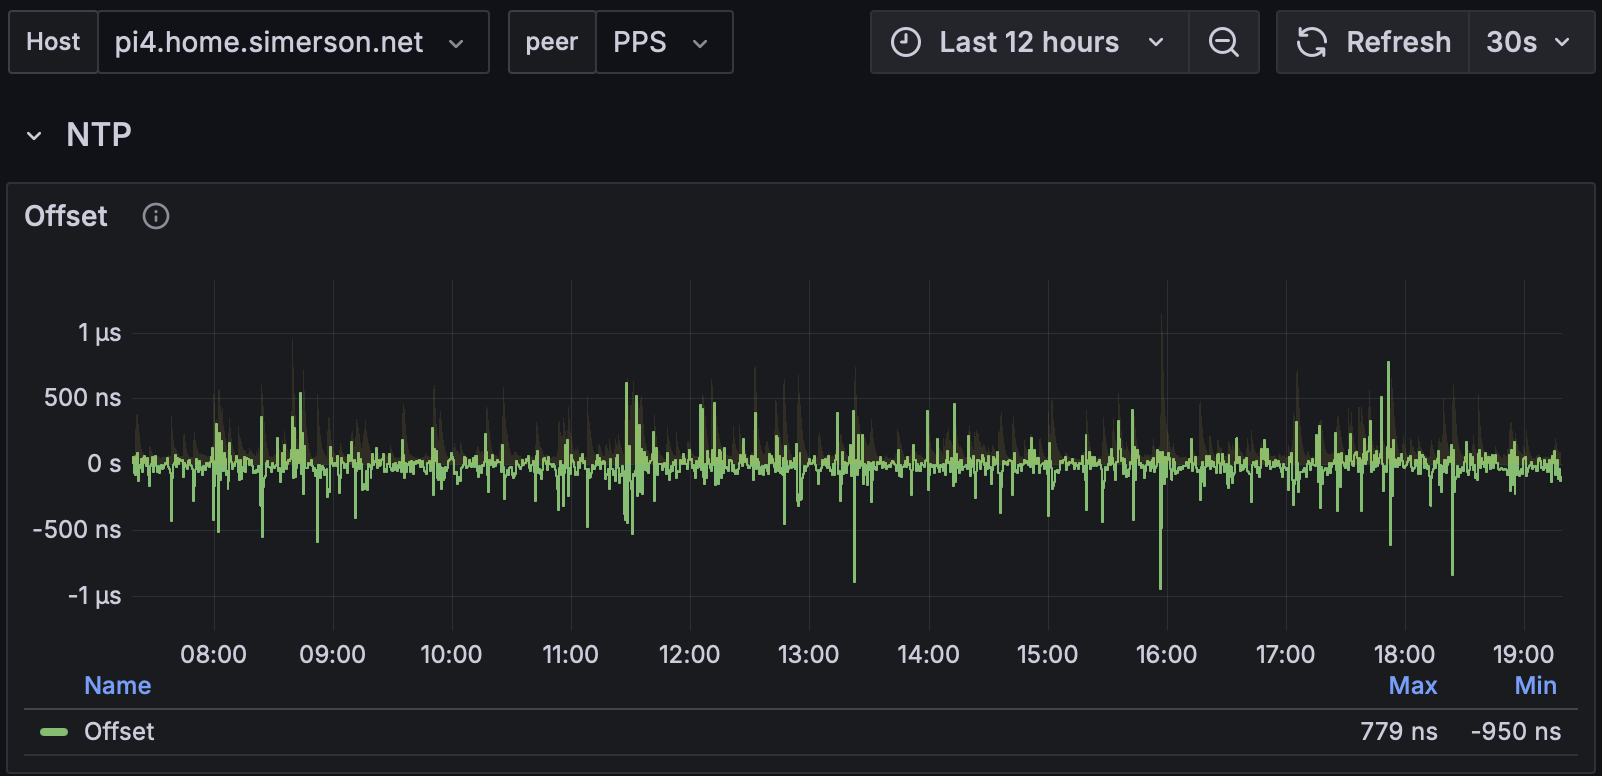 Host pi4.home.simerson.net peer PPS Last 12 hours Refresh 30s
NTP
Offset
1 µs
500 ns
0 s
-500 ns
-1 µs
08:00 09:00 10:00 11:00 12:00 13:00 14:00 15:00 16:00 17:00 18:00 19:00
Name Max Min
Offset 779 ns -950 ns